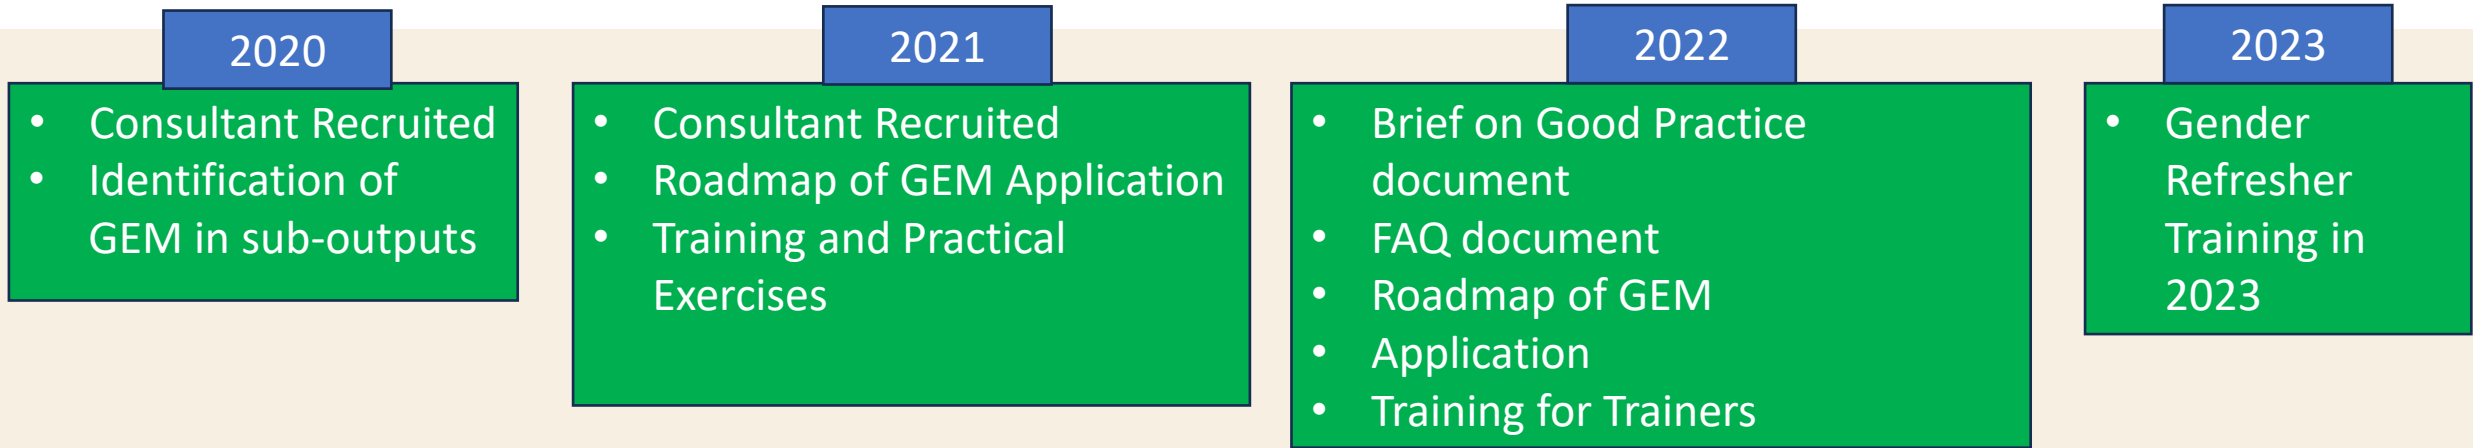 2020
• Consultant Recruited
• Identification of
GEM in sub-outputs
2021
• Consultant Recruited
• Roadmap of GEM Application
• Training and Practical
Exercises
2022
• Brief on Good Practice
document
• FAQ document
• Roadmap of GEM
• Application
• Training for Trainers
2023
• Gender
Refresher
Training in
2023